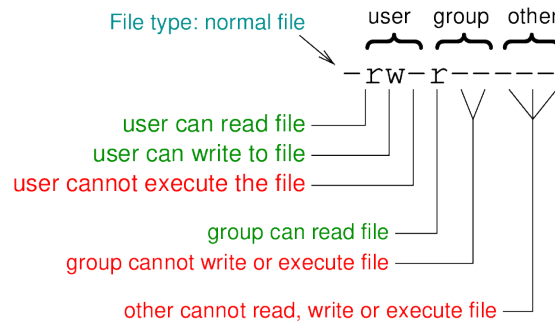 user group other
File type: normal file
-rw-r-----
user can read file
user can write to file
user cannot execute the file
group can read file
group cannot write or execute file
other cannot read, write or execute file